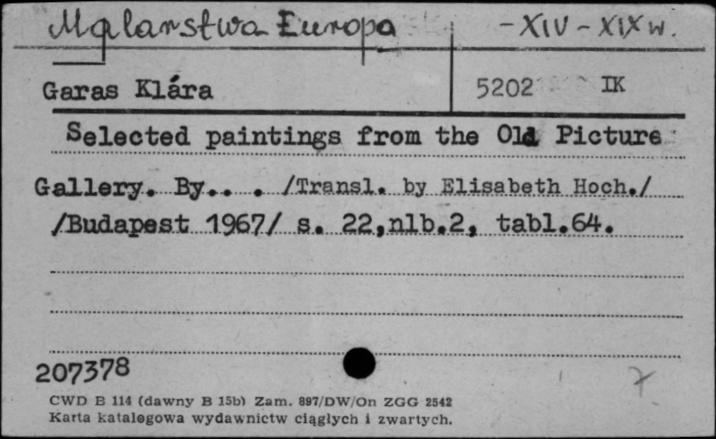 Malarstwa Europa - XIV - XIX w.
Garas Klára 5202 IK
Selected paintings from the Old Picture
Gallery. By.. . /Transl. by Elisabeth Hoch./
/Budapest 1967/ s. 22,nlb.2, tabl.64.
207378 7
CWD B 114 (dawny B 15b) Zam. 897/DW/On ZGG 2542
Karta katalogowa wydawnictw ciągłych i zwartych.